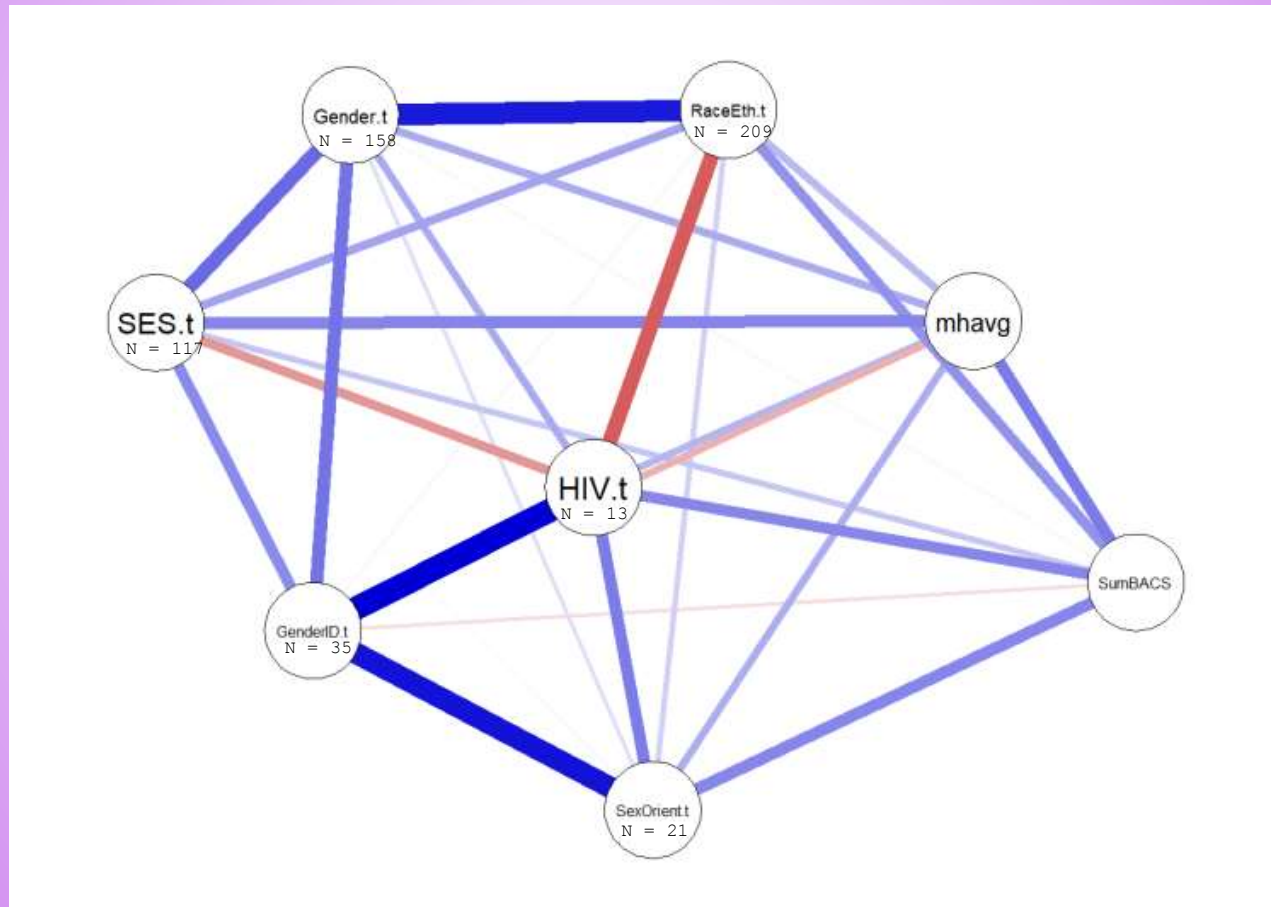 Gender.t
N = 158
RaceEth.t
N = 209
SES.t
N = 117
mhavg
HIV.t
N = 13
SumBACS
GenderID.t
N = 35
SexOrient.t
N = 21